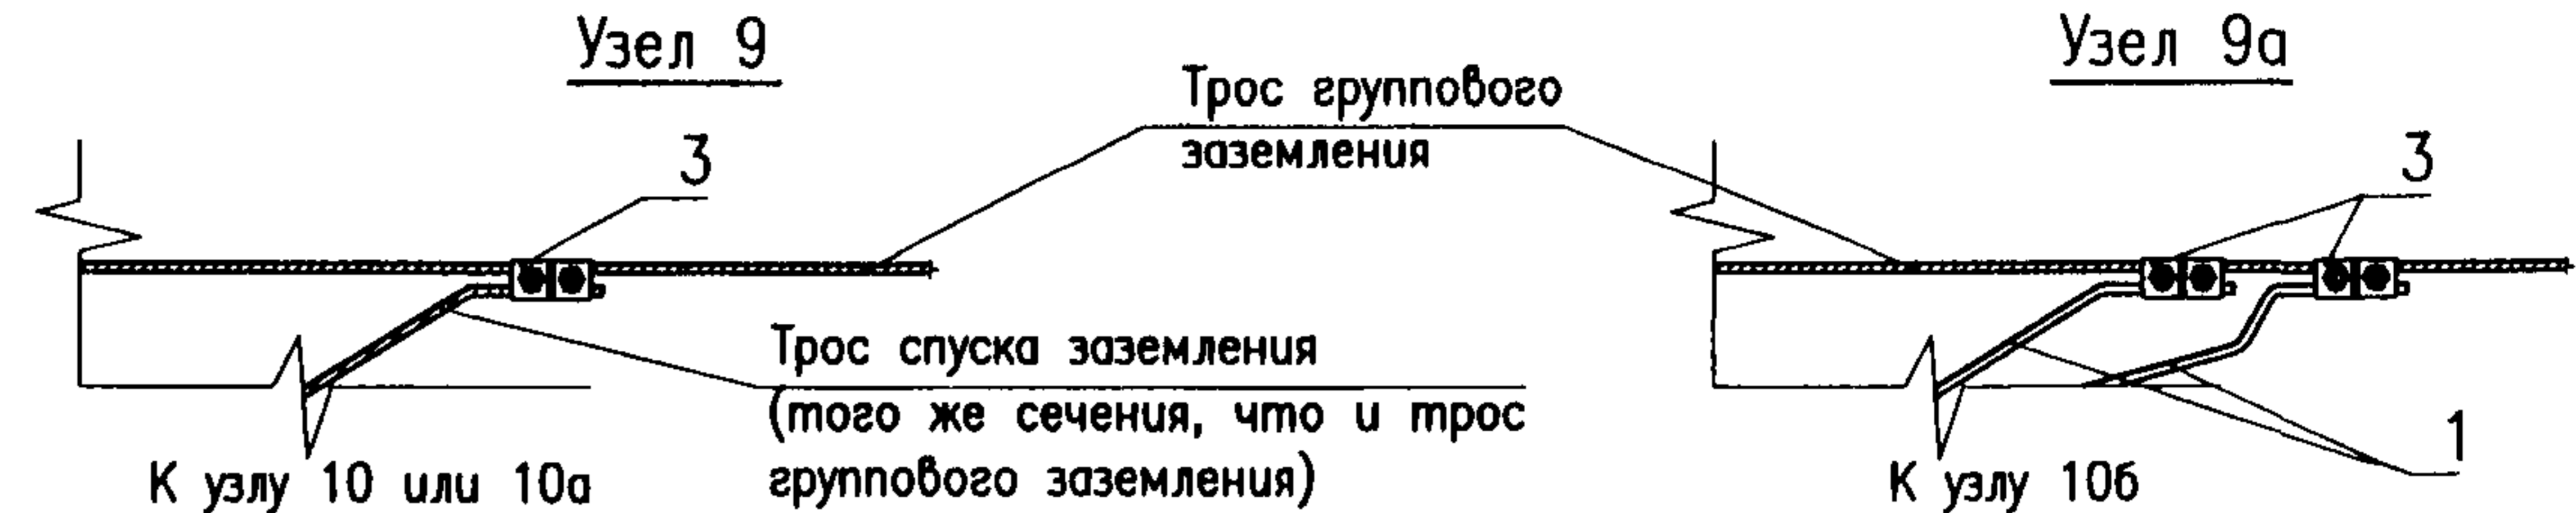 Узел 9
Узел 9а
Трос группового
заземления
3
3
Трос спуска заземления
(того же сечения, что и трос
группового заземления)
1
К узлу 10 или 10а
К узлу 10б